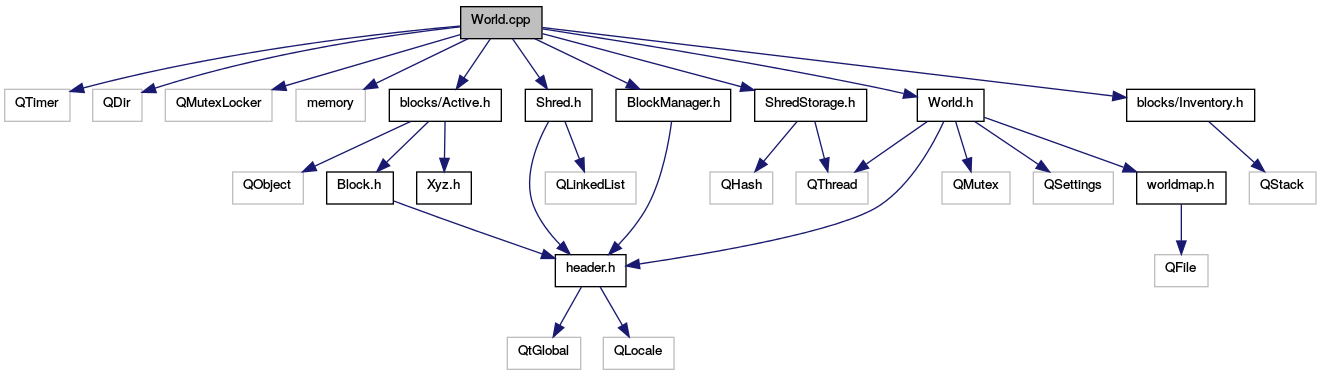 World.cpp
QTimer
QDir
QMutexLocker
memory
blocks/Active.h
Shred.h
BlockManager.h
ShredStorage.h
World.h
blocks/Inventory.h
QObject
Block.h
Xyz.h
QLinkedList
QHash
QThread
QMutex
QSettings
worldmap.h
QStack
header.h
QFile
QtGlobal
QLocale